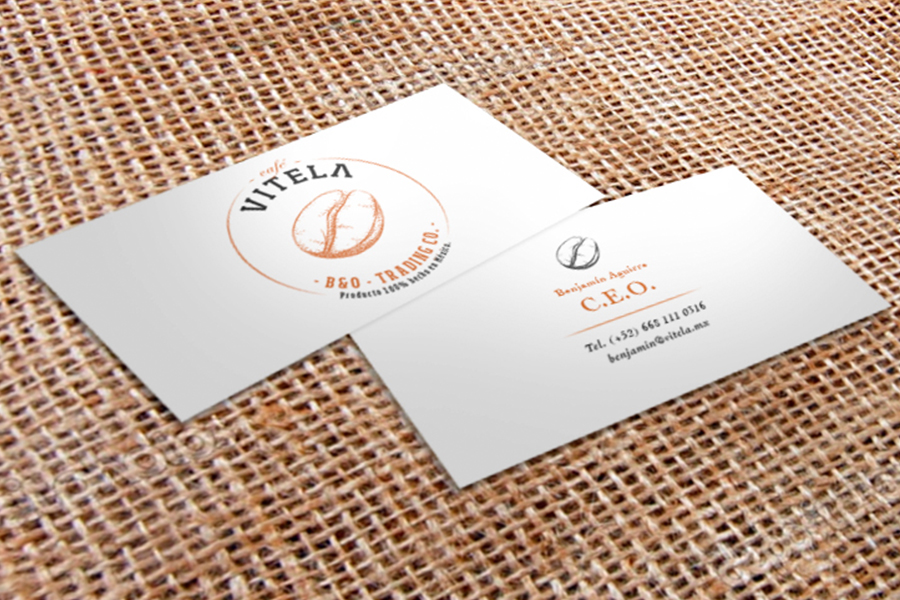 café
VITELA
· B&O · TRADING CO. ·
Producto 100% hecho en México.
Benjamín Aguirre
C.E.O.
Tel. (+52) 668 111 0316
benjamin@vitela.mx